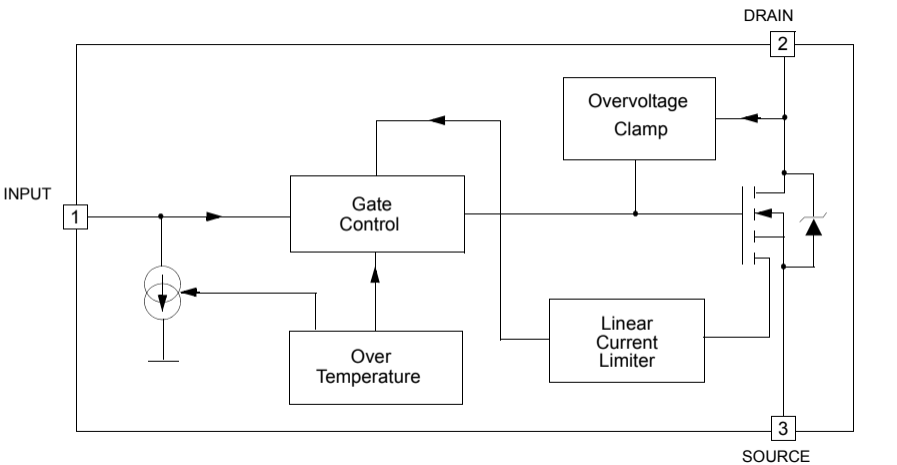 DRAIN
2
Overvoltage
Clamp
INPUT
1
Gate
Control
Linear
Current
Limiter
Over
Temperature
3
SOURCE